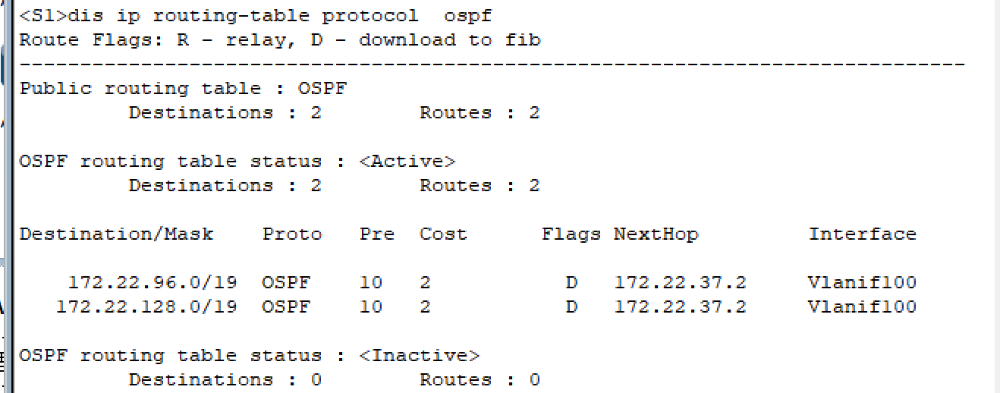 <S1>dis ip routing-table protocol  ospf
Route Flags: R - relay, D - download to fib
------------------------------------------------------------------------------
Public routing table : OSPF
         Destinations : 2        Routes : 2
OSPF routing table status : <Active>
         Destinations : 2        Routes : 2
Destination/Mask    Proto   Pre  Cost      Flags NextHop         Interface
    172.22.96.0/19  OSPF    10   2           D   172.22.37.2     Vlanif100
   172.22.128.0/19  OSPF    10   2           D   172.22.37.2     Vlanif100
OSPF routing table status : <Inactive>
         Destinations : 0        Routes : 0